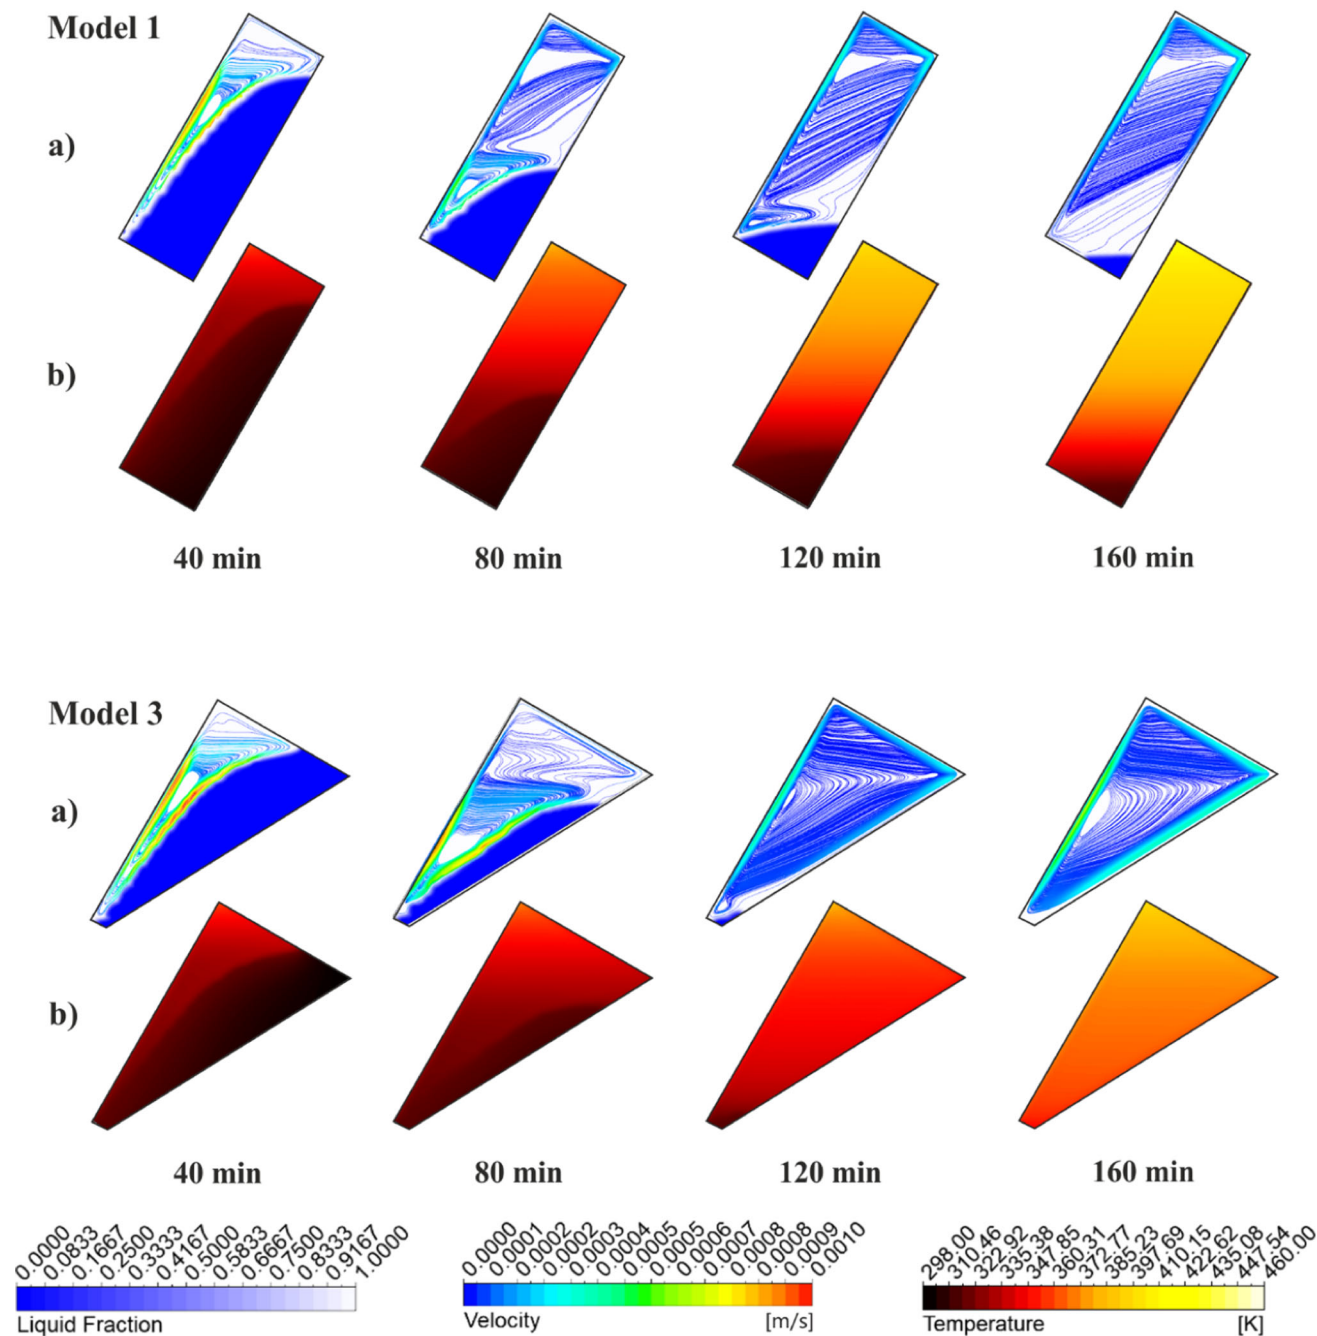 Model 1
a)
b)
40 min
80 min
120 min
160 min
Model 3
a)
b)
40 min
80 min
120 min
160 min
0.0000
0.0833
0.1667
0.2500
0.3333
0.4167
0.5000
0.5833
0.6667
0.7500
0.8333
0.9167
1.0000
Liquid Fraction
0.0000
0.0001
0.0002
0.0002
0.0003
0.0004
0.0005
0.0005
0.0006
0.0007
0.0008
0.0008
0.0009
0.0010
Velocity [m/s]
298.00
310.46
322.92
335.38
347.85
360.31
372.77
385.23
397.69
410.15
422.62
435.08
447.54
460.00
Temperature [K]